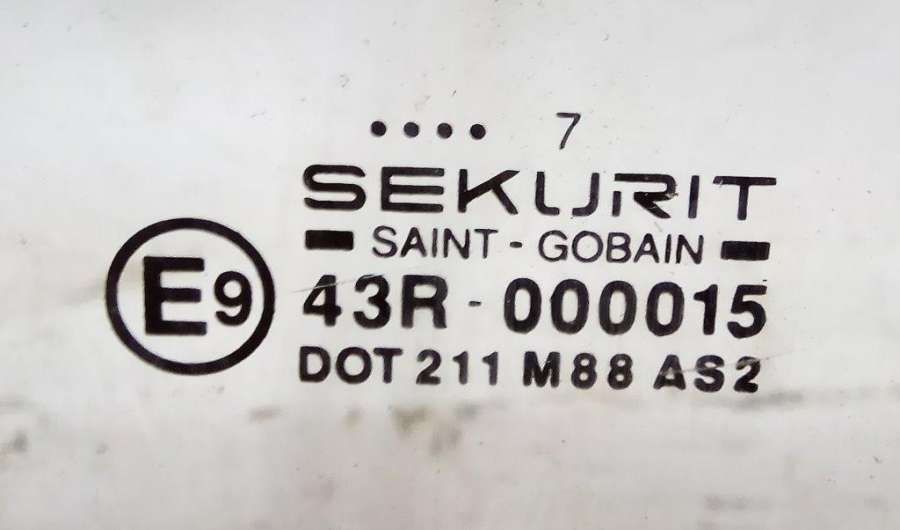 .... 7
SEKURIT
SAINT - GOBAIN
E9
43R - 000015
DOT 211 M88 AS2